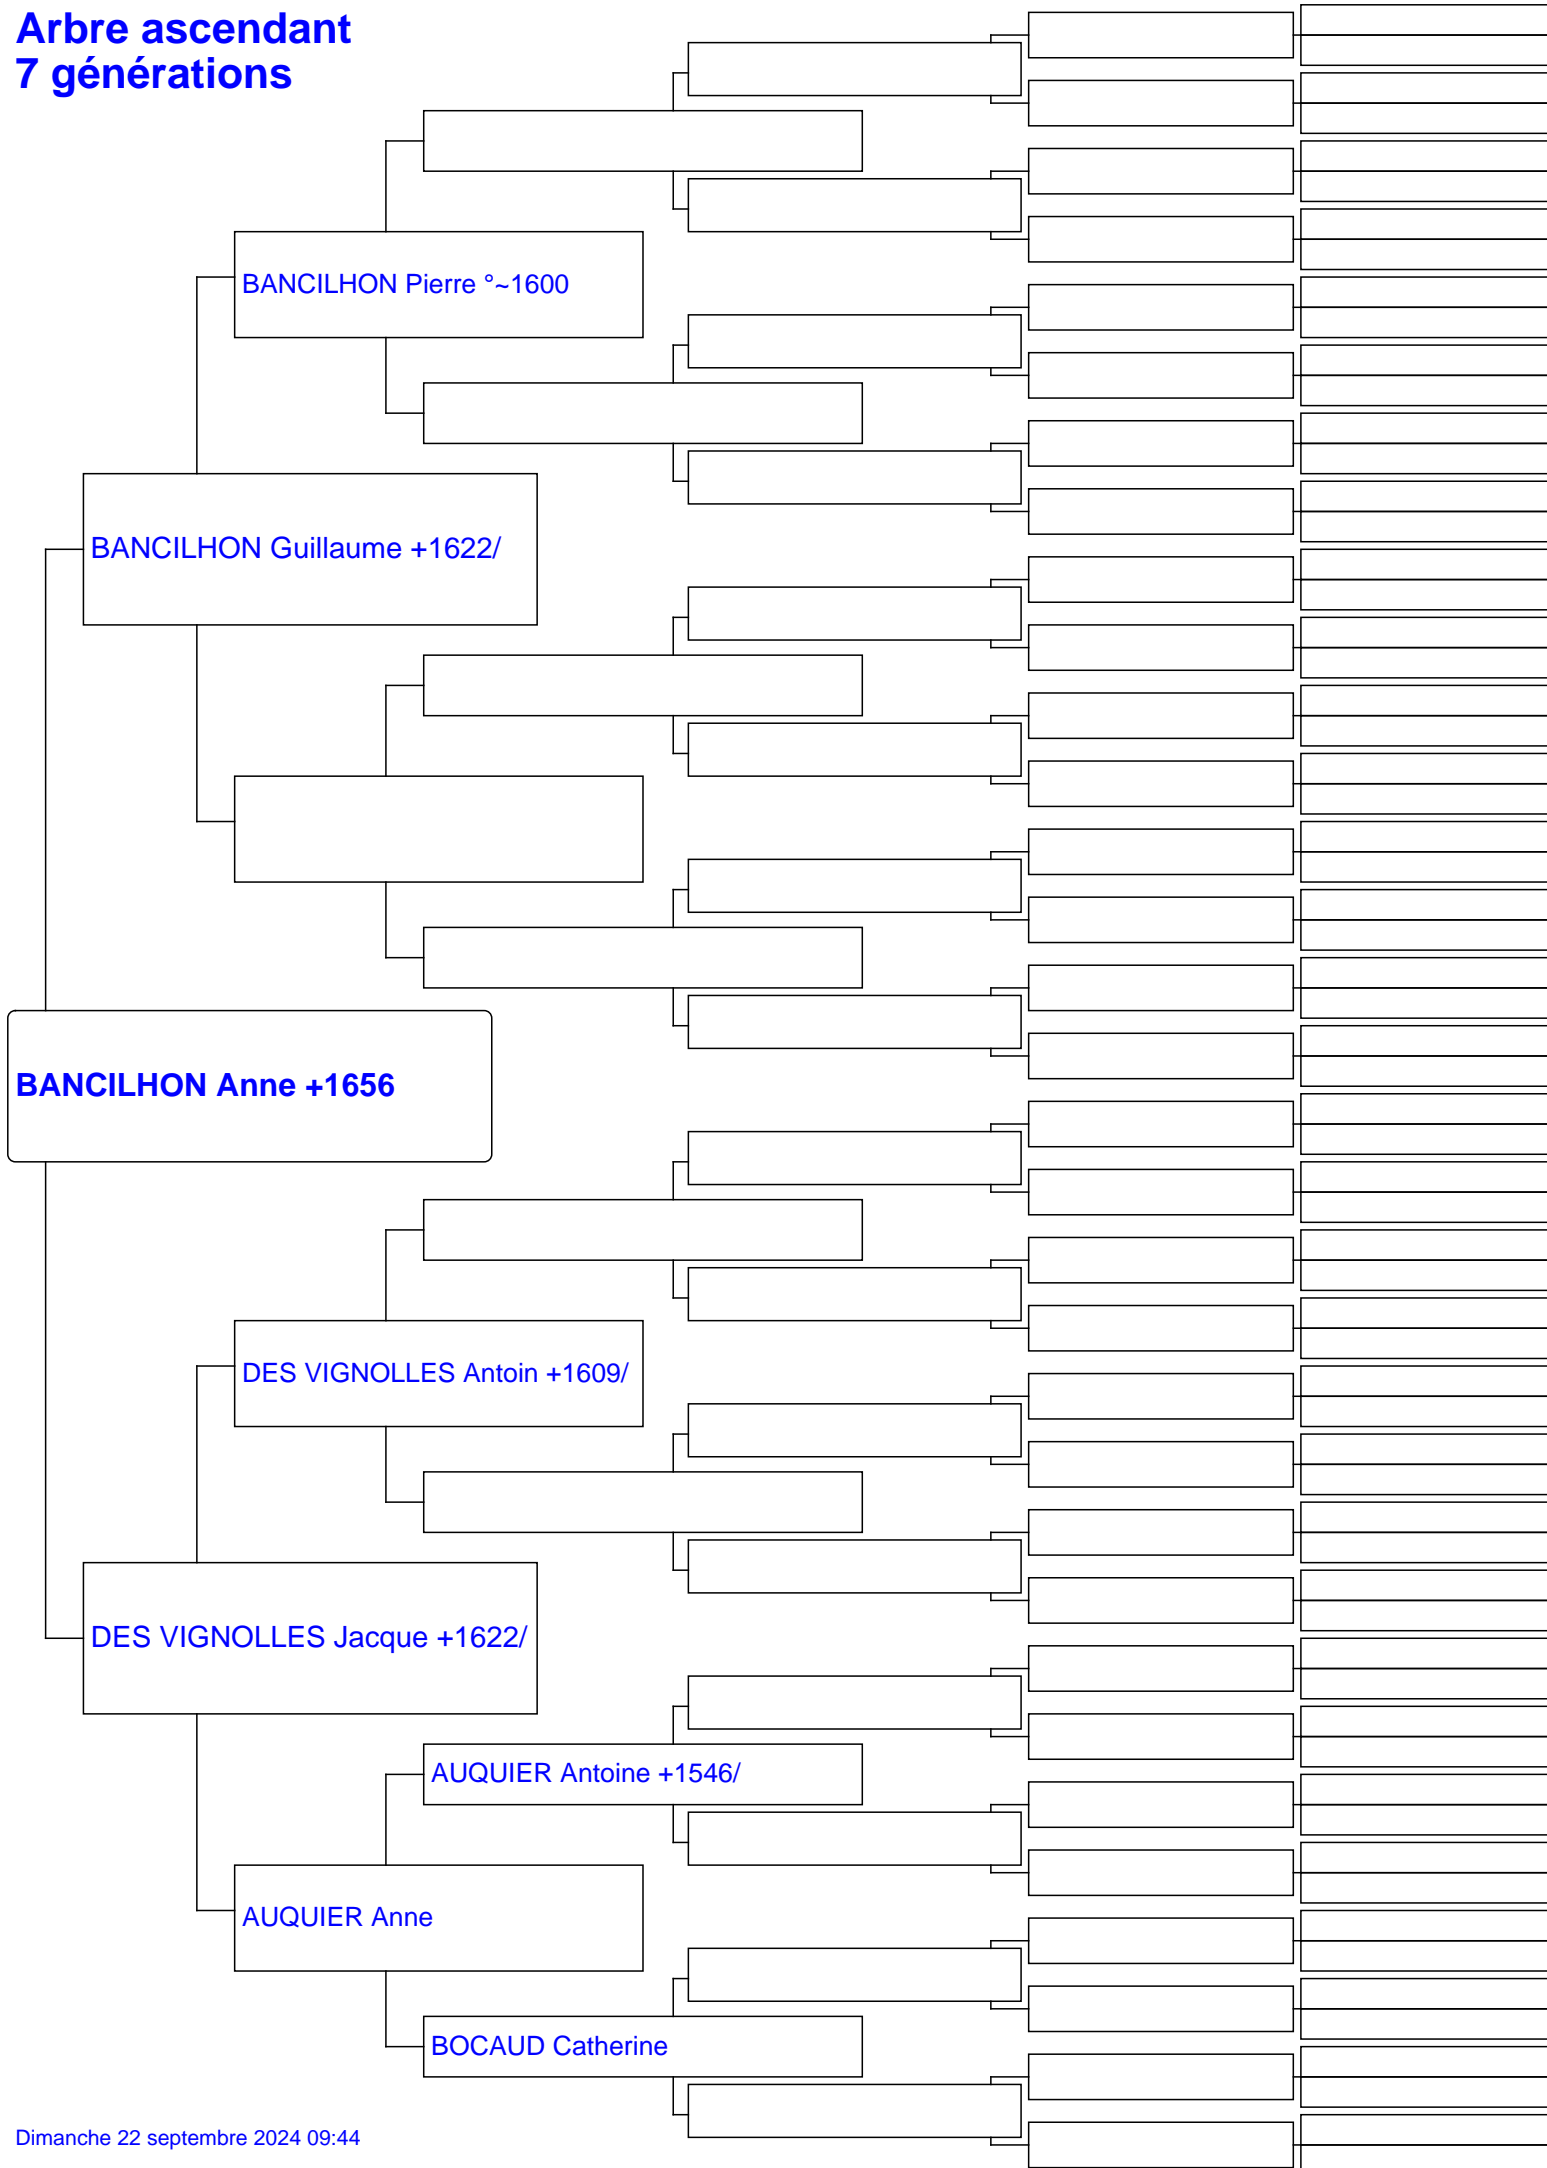 Arbre ascendant
7 générations
BANCILHON Pierre °~1600
BANCILHON Guillaume +1622/
BANCILHON Anne +1656
DES VIGNOLLES Antoin +1609/
DES VIGNOLLES Jacque +1622/
AUQUIER Antoine +1546/
AUQUIER Anne
BOCAUD Catherine
Dimanche 22 septembre 2024 09:44